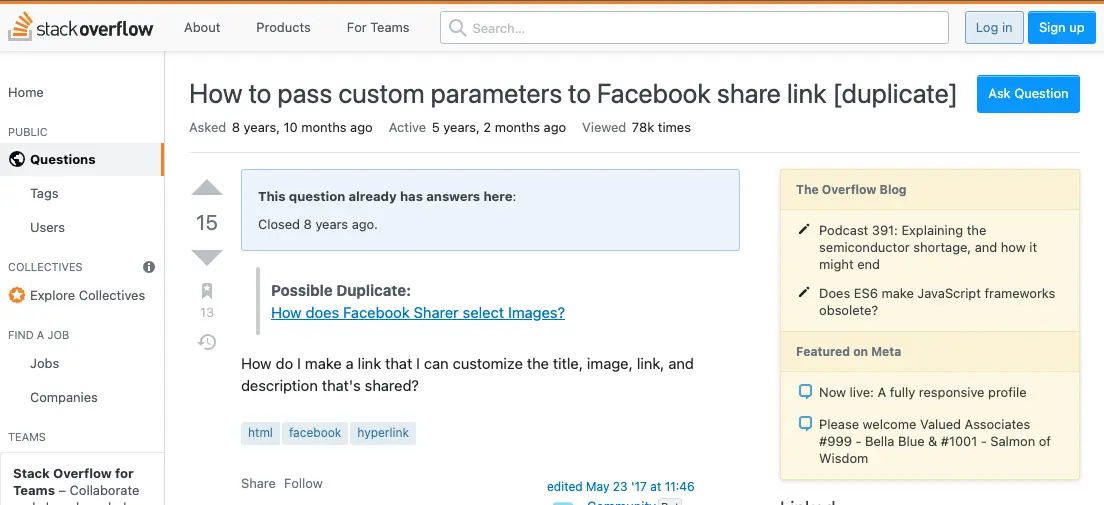 stackoverflow
About
Products
For Teams
Search...
Log in
Sign up
Home
PUBLIC
Questions
Tags
Users
COLLECTIVES
Explore Collectives
FIND A JOB
Jobs
Companies
TEAMS
Stack Overflow for
Teams – Collaborate
How to pass custom parameters to Facebook share link [duplicate]
Ask Question
Asked 8 years, 10 months ago Active 5 years, 2 months ago Viewed 78k times
15
13
This question already has answers here:
Closed 8 years ago.
Possible Duplicate:
How does Facebook Sharer select Images?
How do I make a link that I can customize the title, image, link, and
description that's shared?
html facebook hyperlink
Share Follow
edited May 23 '17 at 11:46
Community Bot
The Overflow Blog
Podcast 391: Explaining the
semiconductor shortage, and how it
might end
Does ES6 make JavaScript frameworks
obsolete?
Featured on Meta
Now live: A fully responsive profile
Please welcome Valued Associates
#999 - Bella Blue & #1001 - Salmon of
Wisdom
Linked